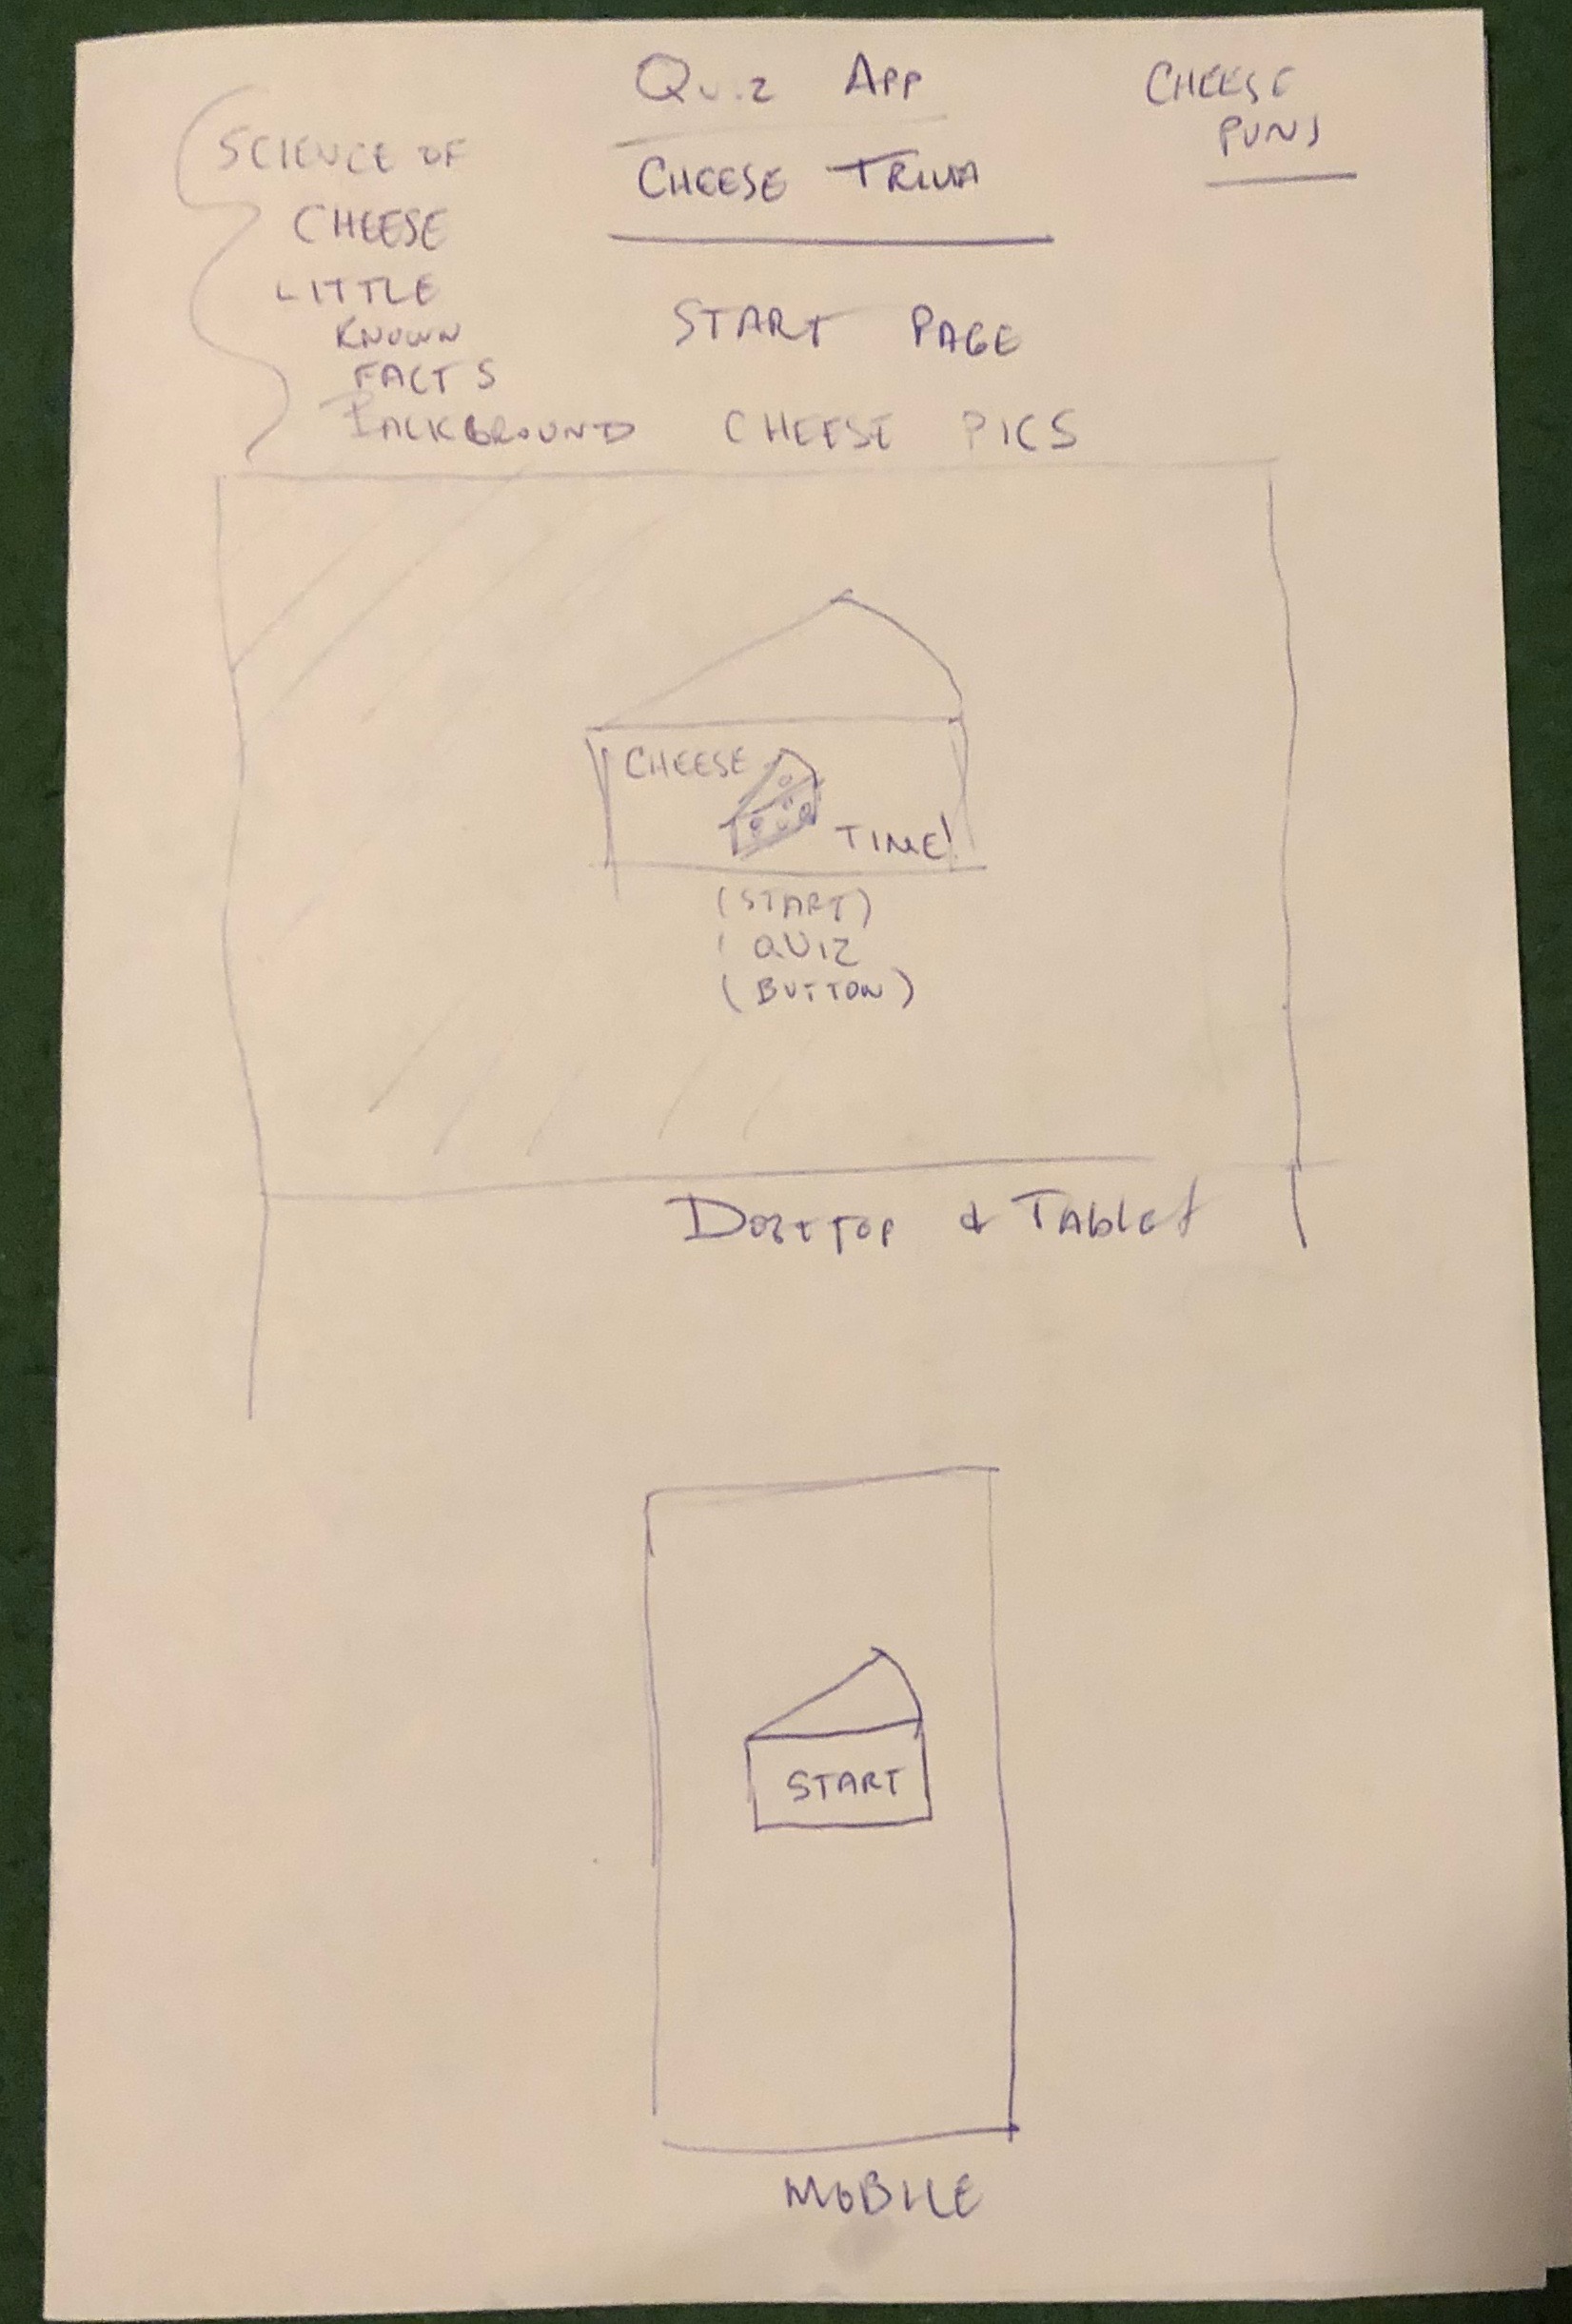 Quiz App
CHEESE TRIVIA
CHEESE
PUNS
SCIENCE OF
CHEESE
LITTLE
KNOWN
FACTS
START PAGE
BACKGROUND CHEESE PICS
CHEESE
TIME!
(START)
QUIZ
(BUTTON)
DESKTOP & TABLET
START
MOBILE